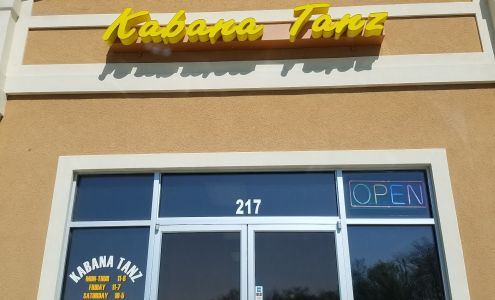 Kabana Tanz
217
OPEN
KABANA TANZ
MON-THUR 11-8
FRIDAY 11-7
SATURDAY 10-5